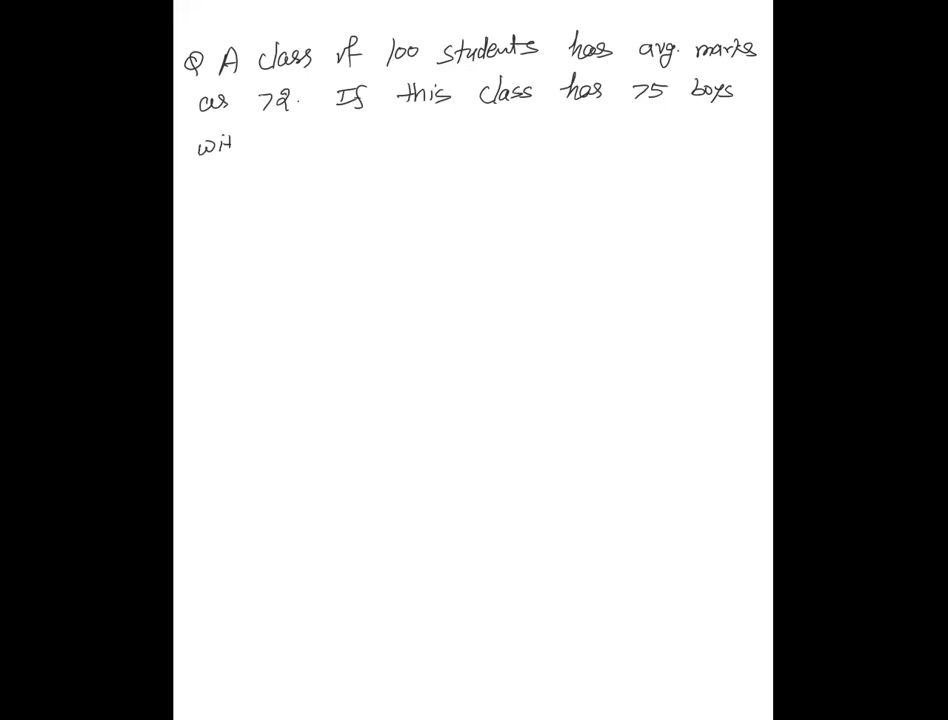 Q A class of 100 students has avg. marks
as 72. If this class has 75 boys
wit